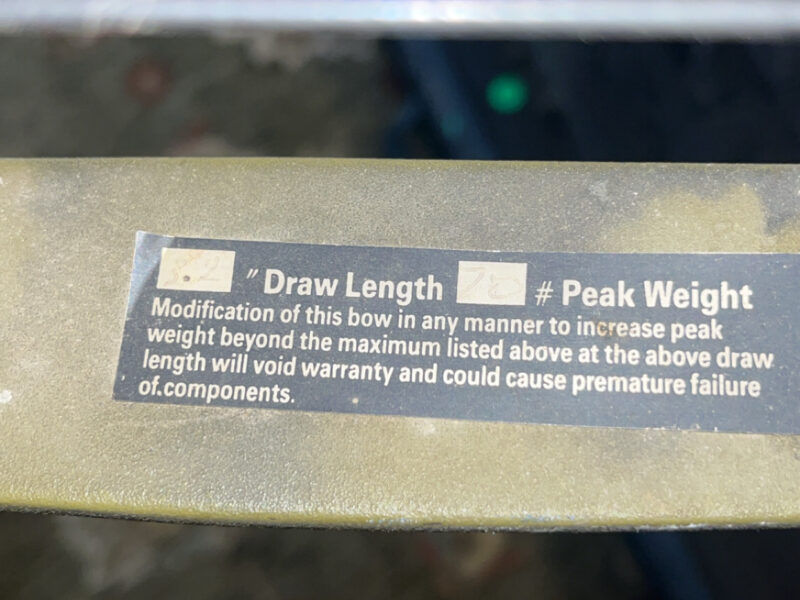 " Draw Length # Peak Weight
Modification of this bow in any manner to increase peak
weight beyond the maximum listed above at the above draw
length will void warranty and could cause premature failure
of.components.